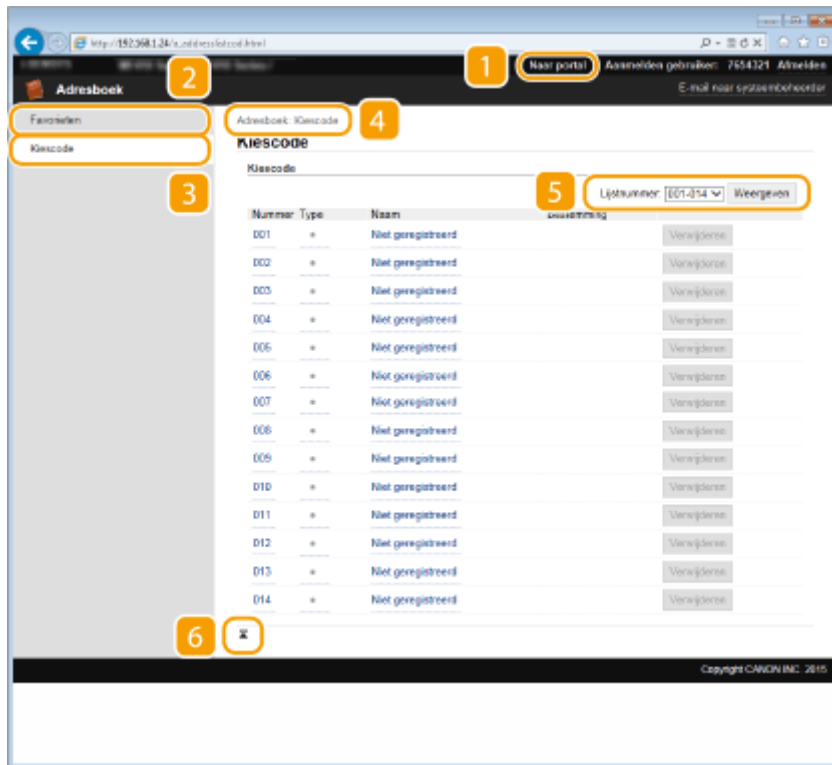 http://192.168.1.24/a_addresslistcod.html
1
Naar portal
Aanmelden gebruiker: 7654321 Afmelden
2
Adresboek
E-mail naar systeembeheerder
Favorieten
Kiescode
3
Adresboek: Kiescode
4
Kiescode
Kiescode
5
Lijstnummer: 001-014 Weergeven
Nummer Type Naam Bestemming
001 Niet geregistreerd Verwijderen
002 Niet geregistreerd Verwijderen
003 Niet geregistreerd Verwijderen
004 Niet geregistreerd Verwijderen
005 Niet geregistreerd Verwijderen
006 Niet geregistreerd Verwijderen
007 Niet geregistreerd Verwijderen
008 Niet geregistreerd Verwijderen
009 Niet geregistreerd Verwijderen
010 Niet geregistreerd Verwijderen
011 Niet geregistreerd Verwijderen
012 Niet geregistreerd Verwijderen
013 Niet geregistreerd Verwijderen
014 Niet geregistreerd Verwijderen
6
Copyright CANON INC. 2015